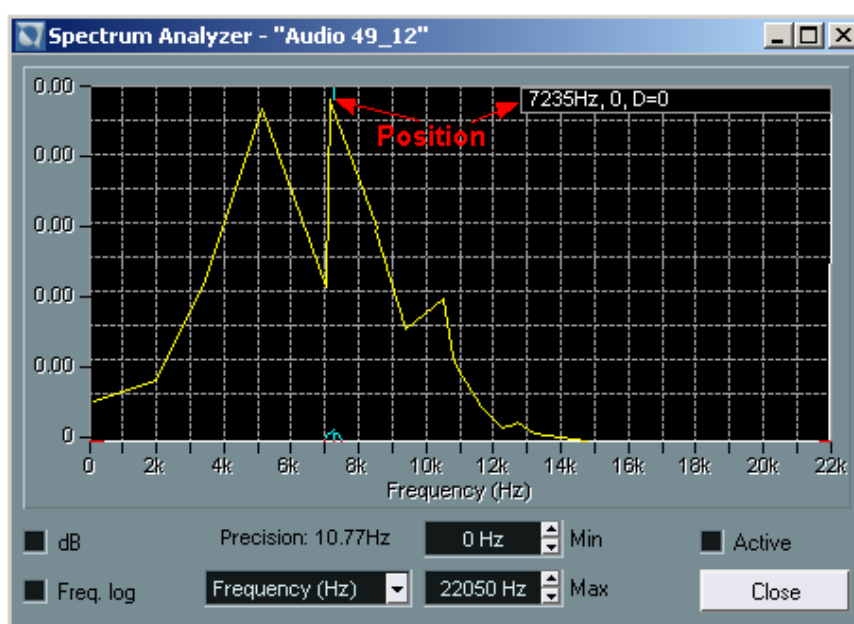 Spectrum Analyzer - "Audio 49_12"
0.00
7235Hz, 0, D=0
Position
0.00
0.00
0.00
0.00
0
0 2k 4k 6k 8k 10k 12k 14k 16k 18k 20k 22k
Frequency (Hz)
dB Precision: 10.77Hz 0 Hz Min Active
Freq. log Frequency (Hz) 22050 Hz Max Close